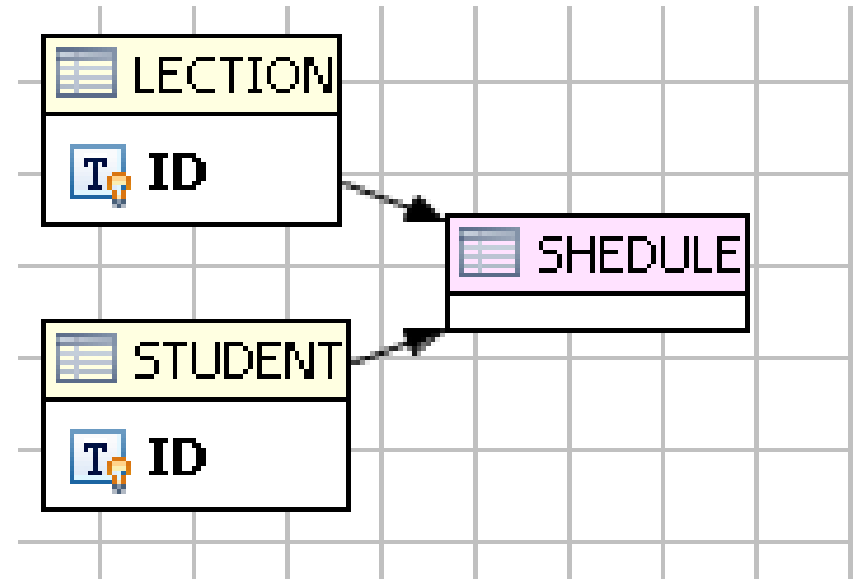 LECTION
T ID
SHEDULE
STUDENT
T ID